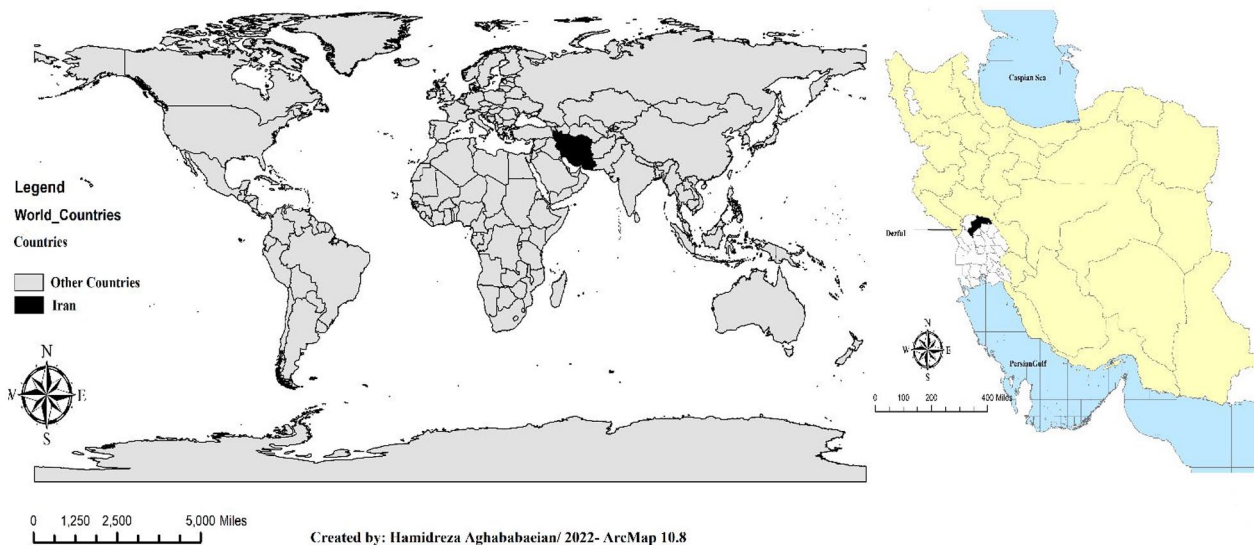 Legend
World_Countries
Countries
Other Countries
Iran
N
W E
S
0 1,250 2,500 5,000 Miles
Created by: Hamidreza Aghababaeian/ 2022- ArcMap 10.8
Caspian Sea
Dezful
N
W E
S
PersianGulf
0 100 200 400 Miles